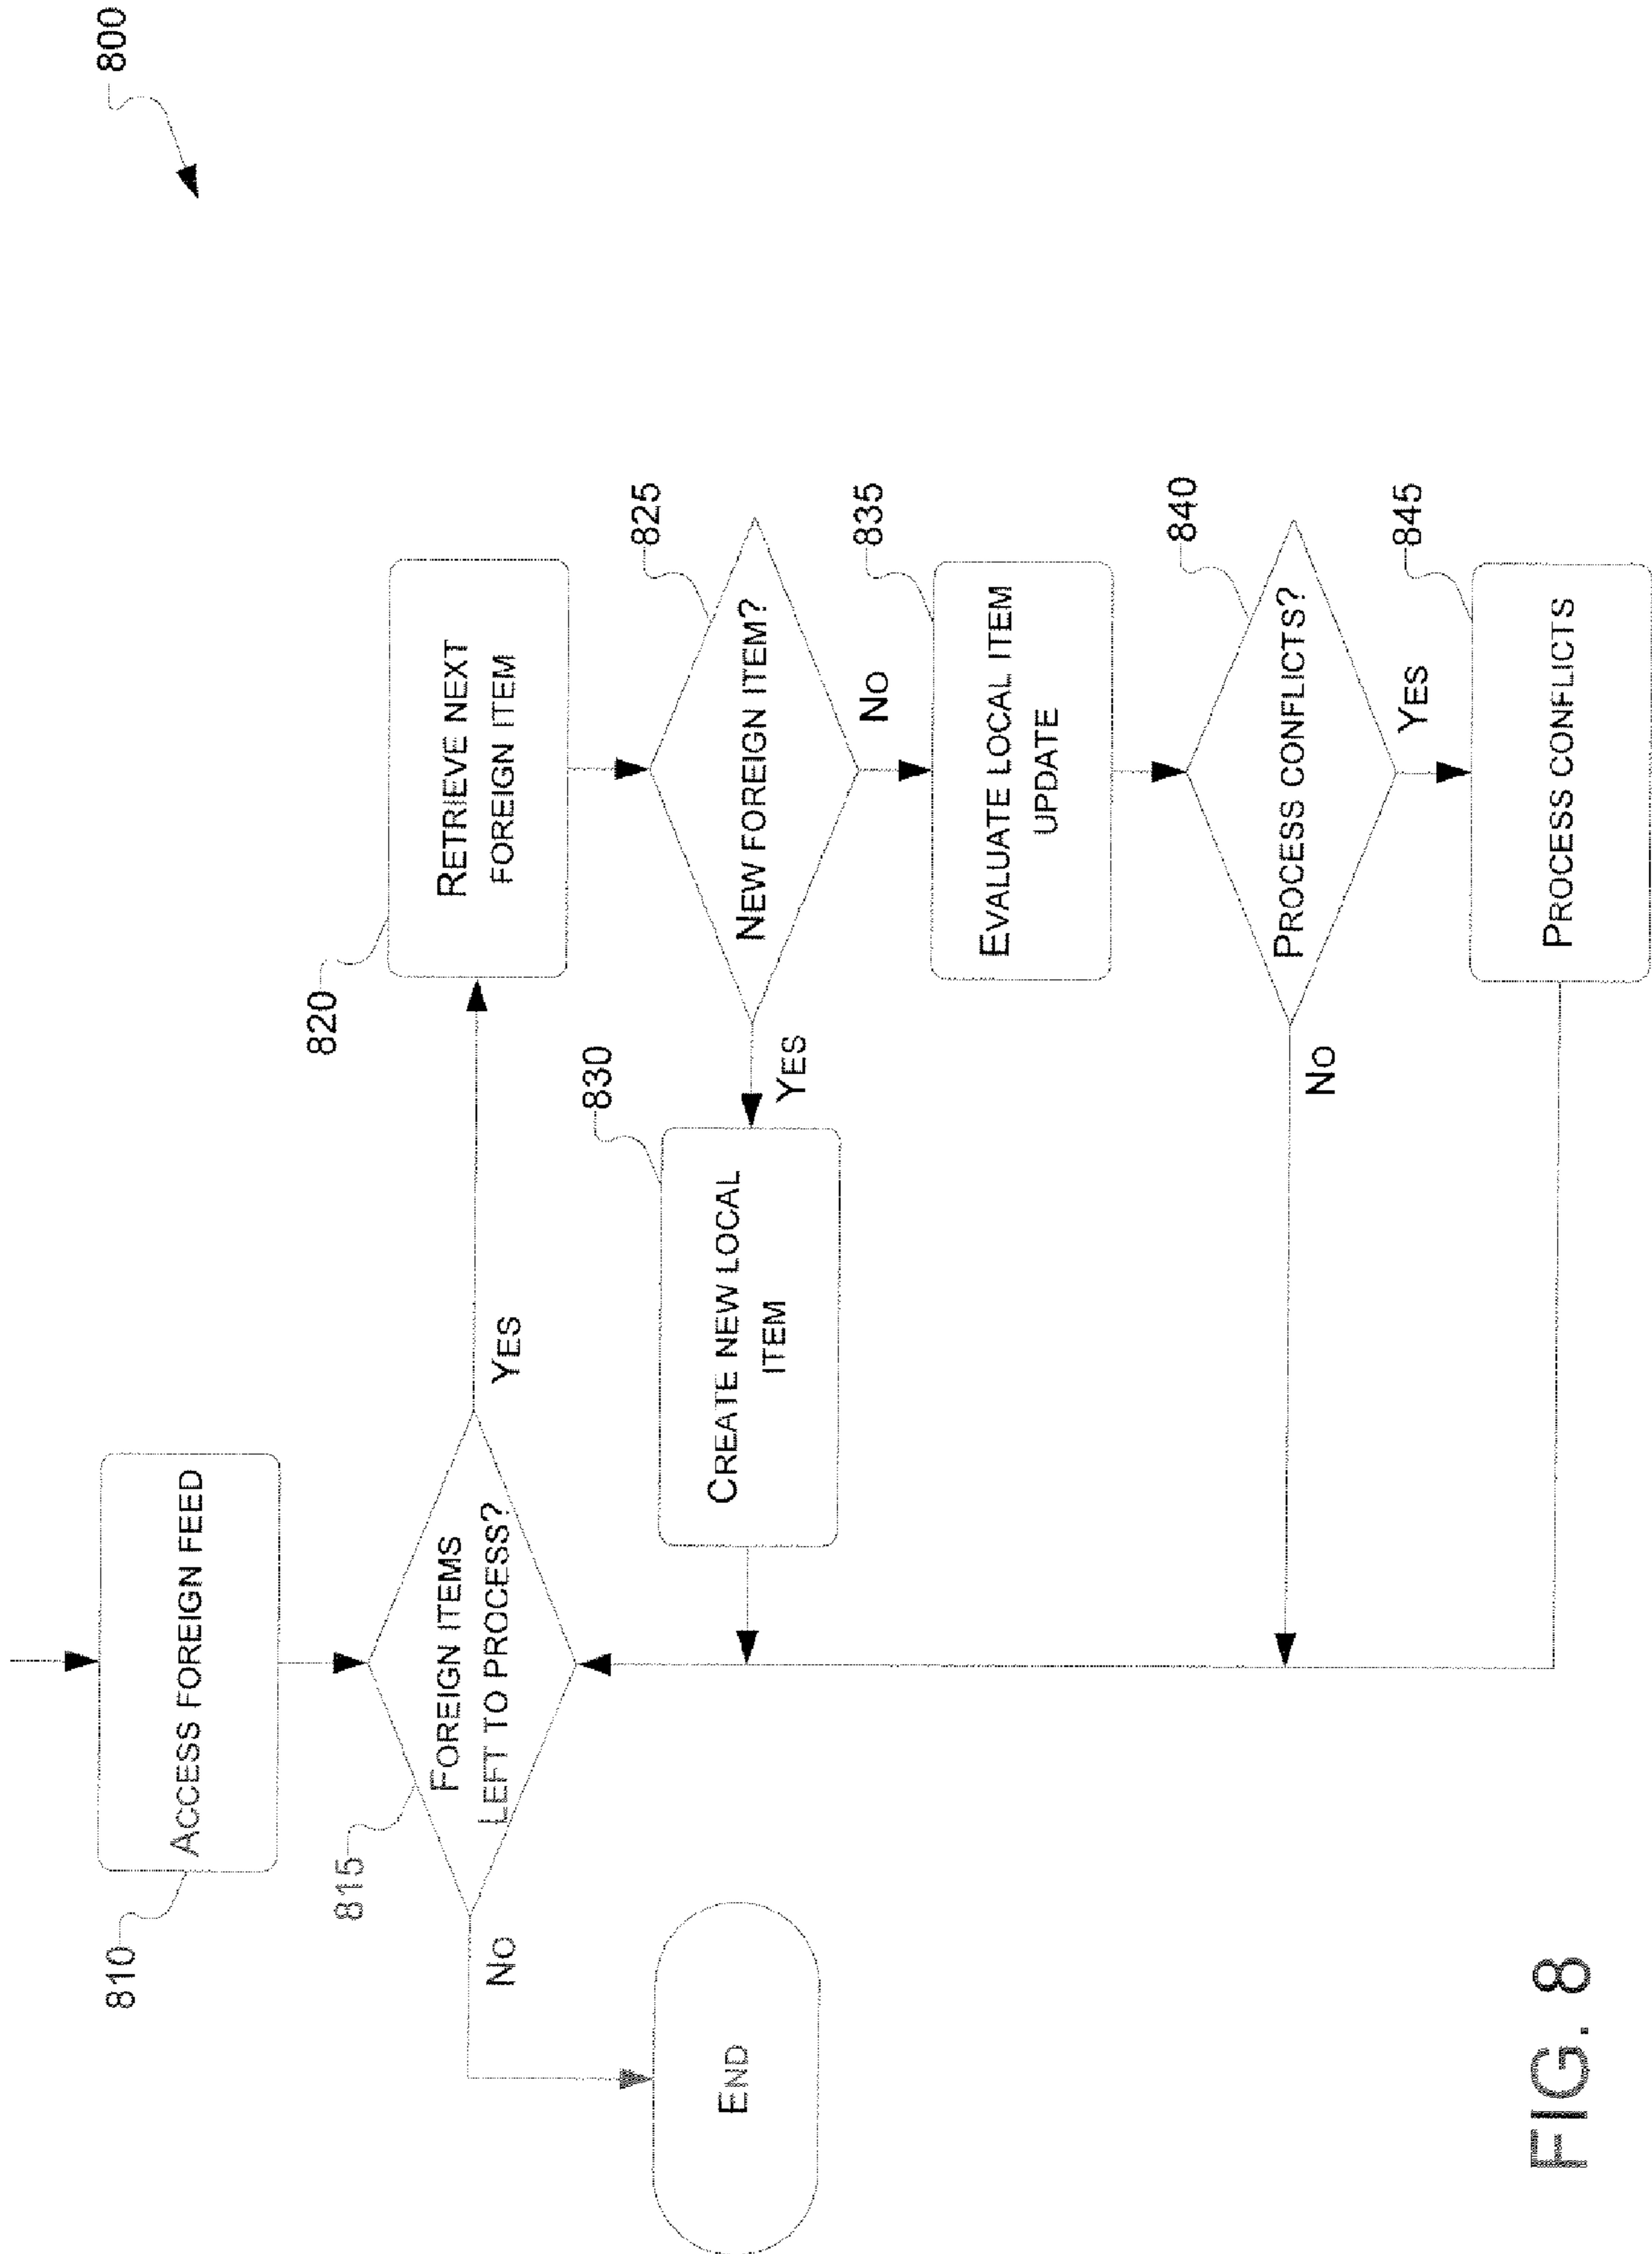 800
810
ACCESS FOREIGN FEED
815
FOREIGN ITEMS
LEFT TO PROCESS?
YES
NO
END
820
RETRIEVE NEXT
FOREIGN ITEM
825
NEW FOREIGN ITEM?
YES
NO
830
CREATE NEW LOCAL
ITEM
835
EVALUATE LOCAL ITEM
UPDATE
840
PROCESS CONFLICTS?
NO
YES
845
PROCESS CONFLICTS
FIG. 8